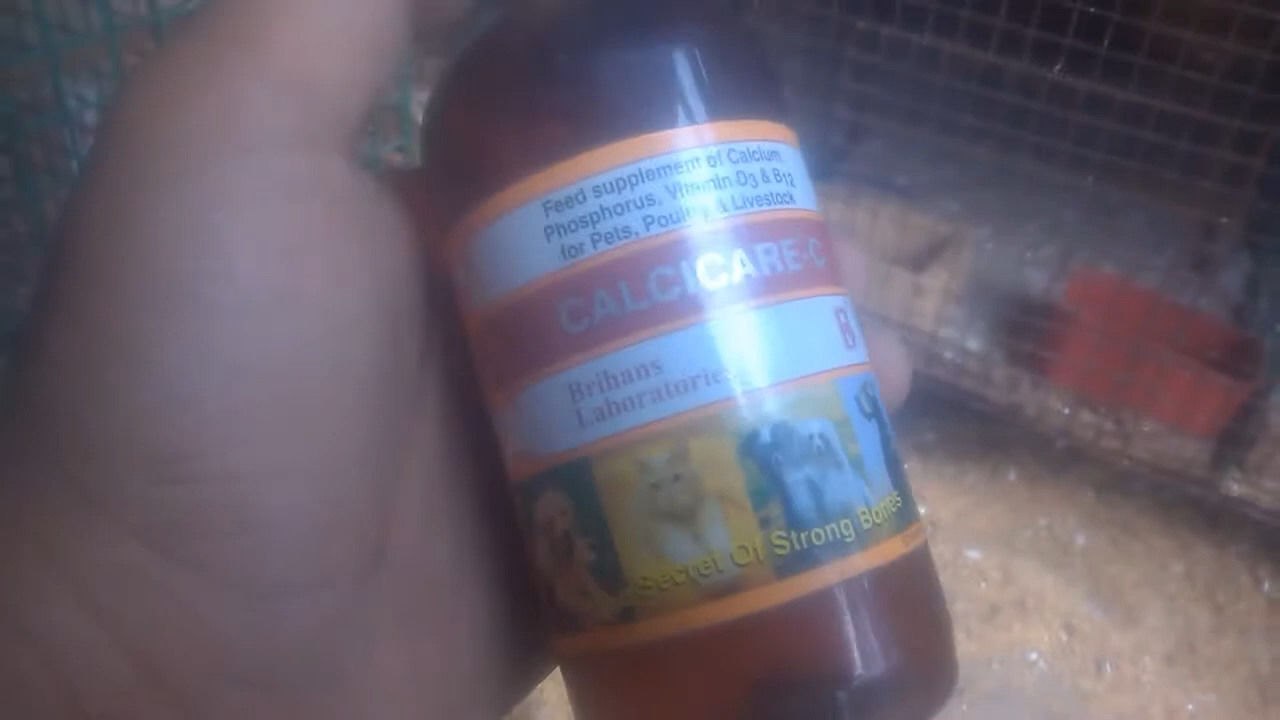 Feed supplement of Calcium,
Phosphorus, Vitamin D3 & B12
for Pets, Poultry, & Livestock
CALCICARE-C
Brihans
Laboratories
B
Secret Of Strong Bones